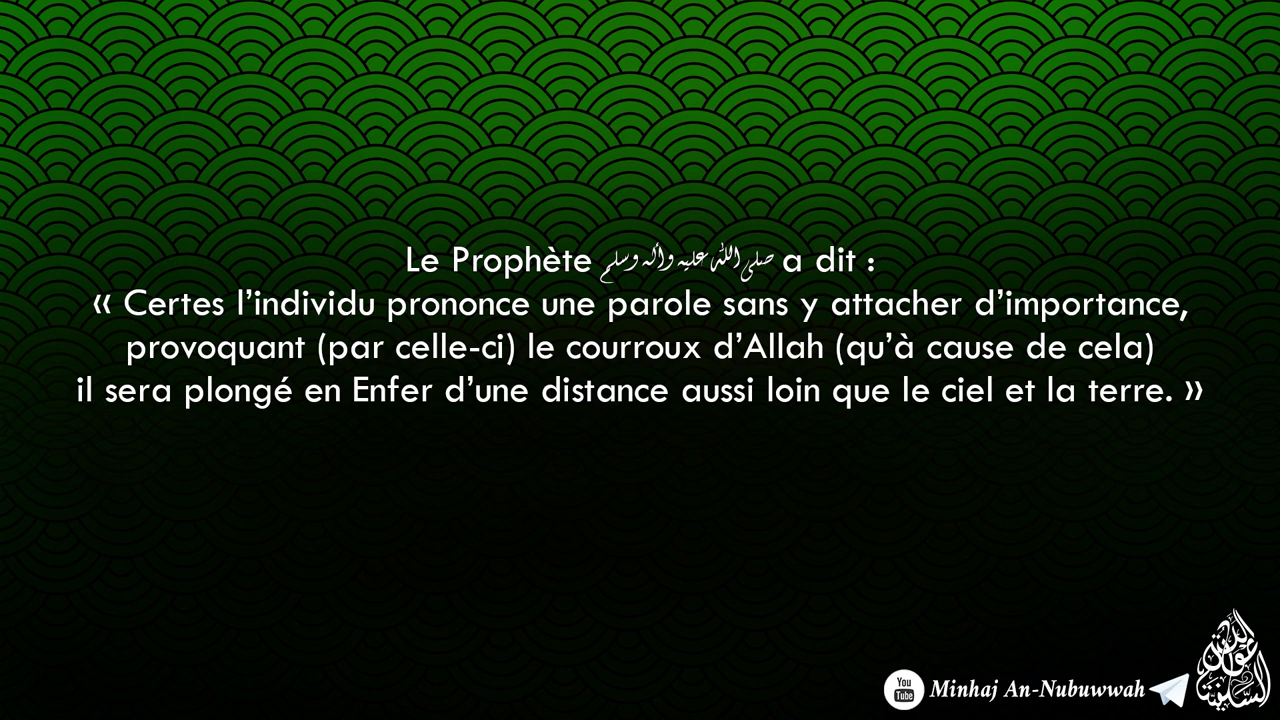 Le Prophète صلى الله عليه وآله وسلم a dit :
« Certes l’individu prononce une parole sans y attacher d’importance,
provoquant (par celle-ci) le courroux d’Allah (qu’à cause de cela)
il sera plongé en Enfer d’une distance aussi loin que le ciel et la terre. »
You
Tube
Minhaj An-Nubuwwah